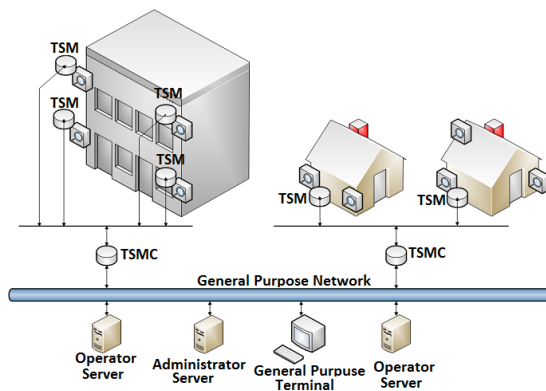 TSM
TSM
TSM
TSM
TSM
TSM
TSMC
TSMC
General Purpose Network
Operator
Server
Administrator
Server
General Purpuse
Terminal
Operator
Server